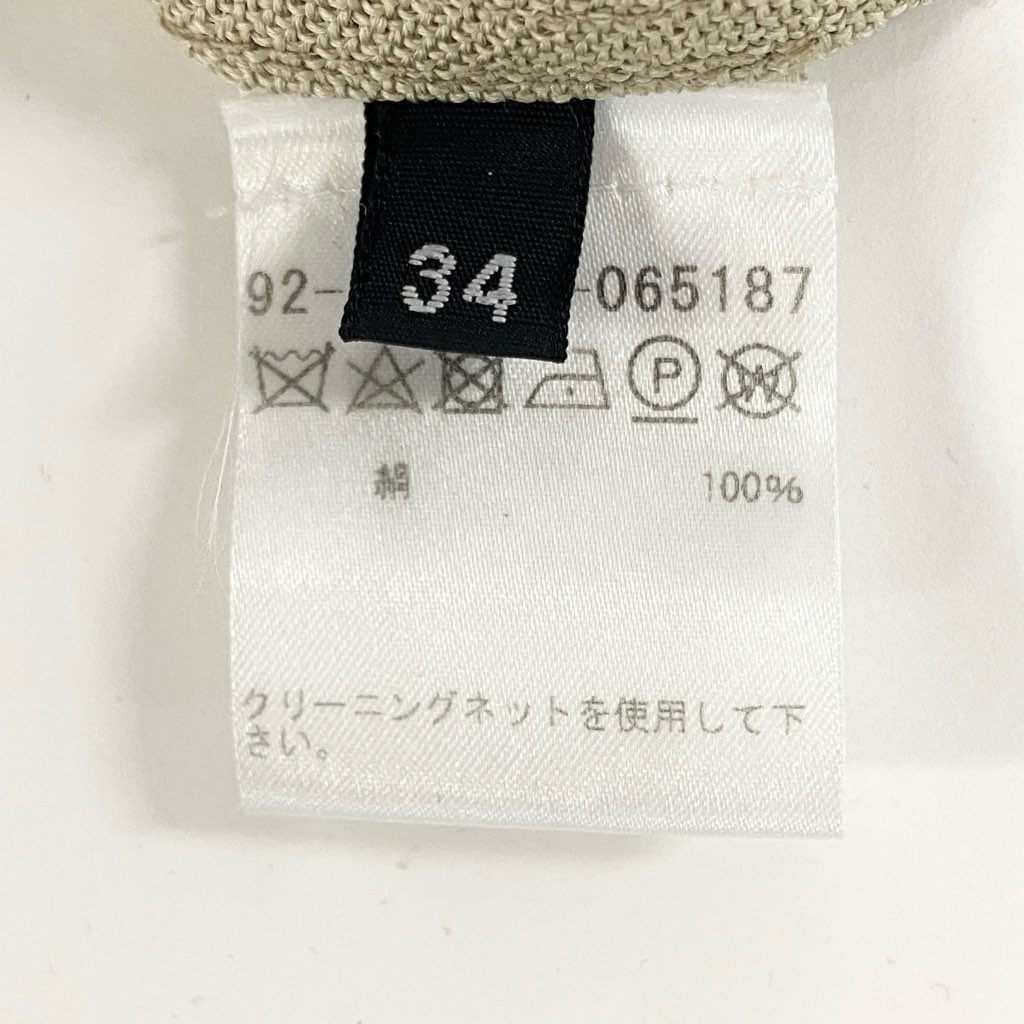 34
92- -065187
P W
絹 100%
クリーニングネットを使用して下
さい。